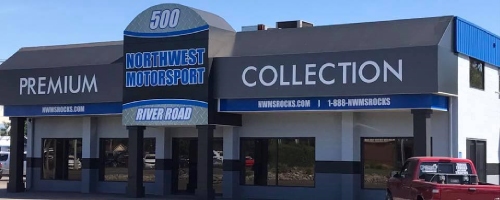 500
NORTHWEST
MOTORSPORT
RIVER ROAD
PREMIUM
COLLECTION
NWMSROCKS.COM
NWMSROCKS.COM | 1-888-NWMSROCKS